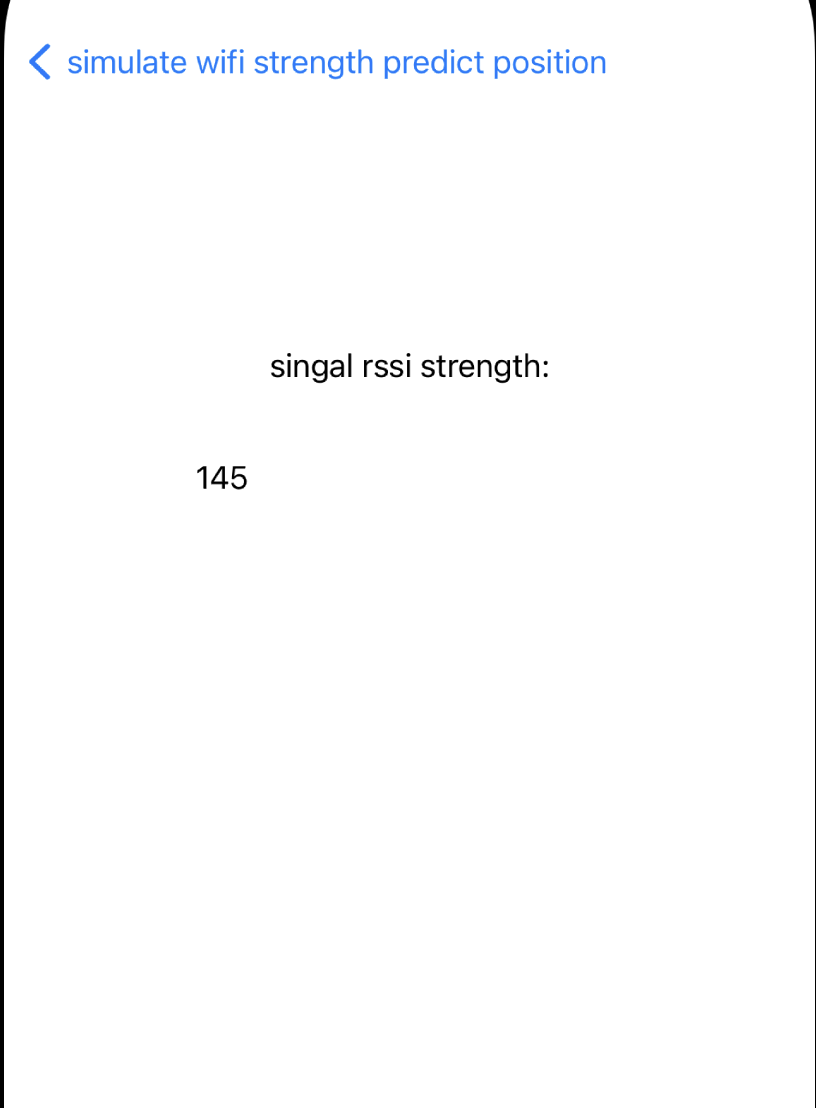 simulate wifi strength predict position
singal rssi strength:
145